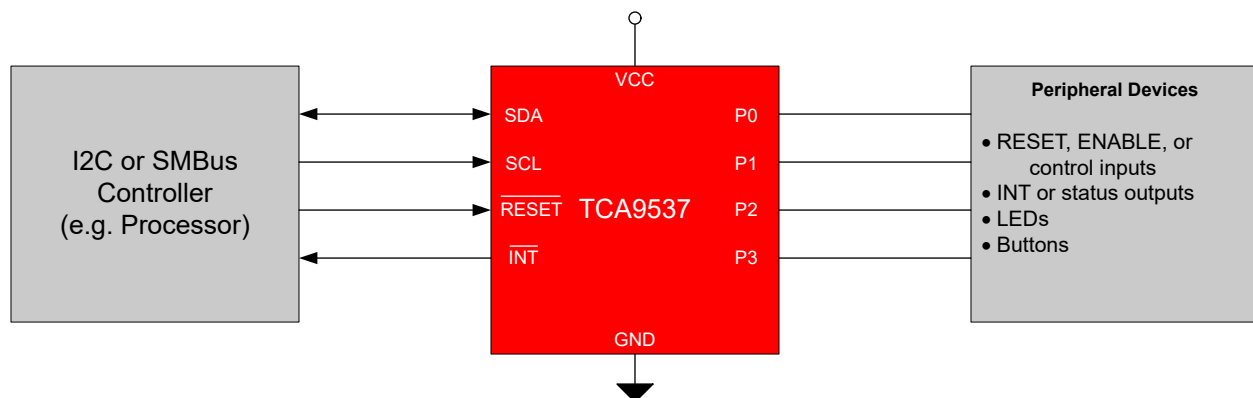 I2C or SMBus
Controller
(e.g. Processor)
VCC
SDA
SCL
RESET
INT
TCA9537
P0
P1
P2
P3
GND
Peripheral Devices
• RESET, ENABLE, or
control inputs
• INT or status outputs
• LEDs
• Buttons